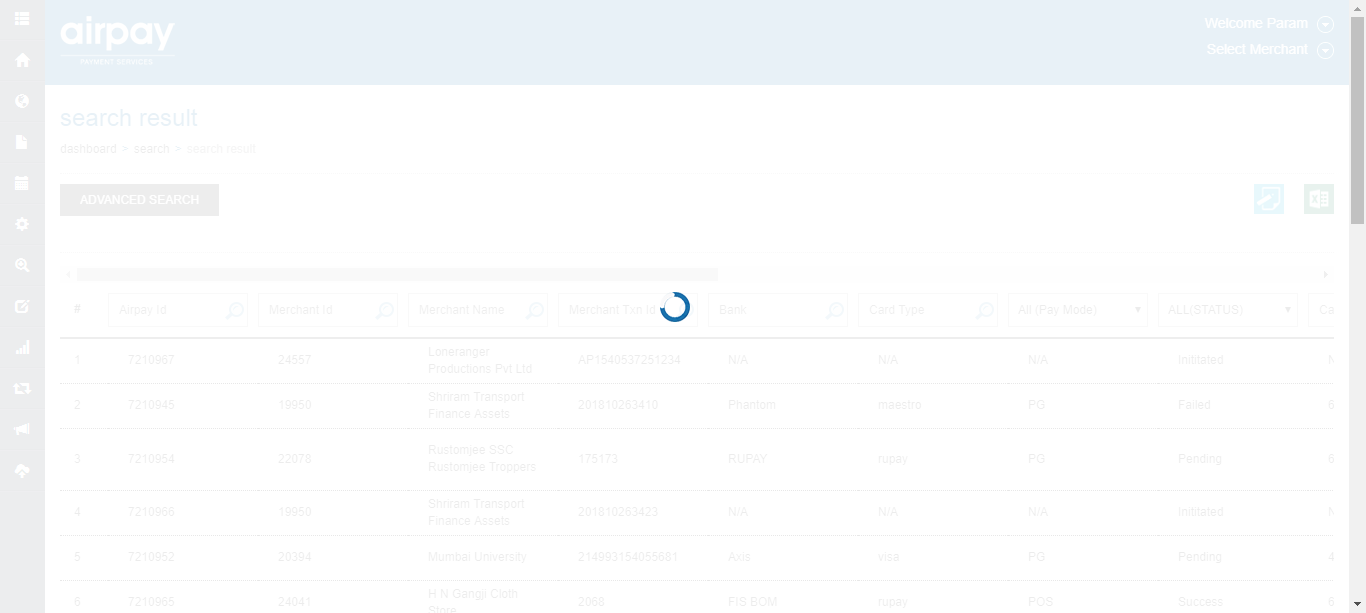 airpay
PAYMENT SERVICES
Welcome Param
Select Merchant
search result
dashboard > search > search result
ADVANCED SEARCH
# Airpay Id Merchant Id Merchant Name Merchant Txn Id Bank Card Type All (Pay Mode) ALL(STATUS) Ca
1 7210967 24557 Loneranger Productions Pvt Ltd AP1540537251234 N/A N/A N/A Inititated N
2 7210945 19950 Shriram Transport Finance Assets 201810263410 Phantom maestro PG Failed 6
3 7210954 22078 Rustomjee SSC Rustomjee Troppers 175173 RUPAY rupay PG Pending 6
4 7210966 19950 Shriram Transport Finance Assets 201810263423 N/A N/A N/A Inititated N
5 7210952 20394 Mumbai University 214993154055681 Axis visa PG Pending 4
6 7210965 24041 H N Gangji Cloth Store 2068 FIS BOM rupay POS Success 6